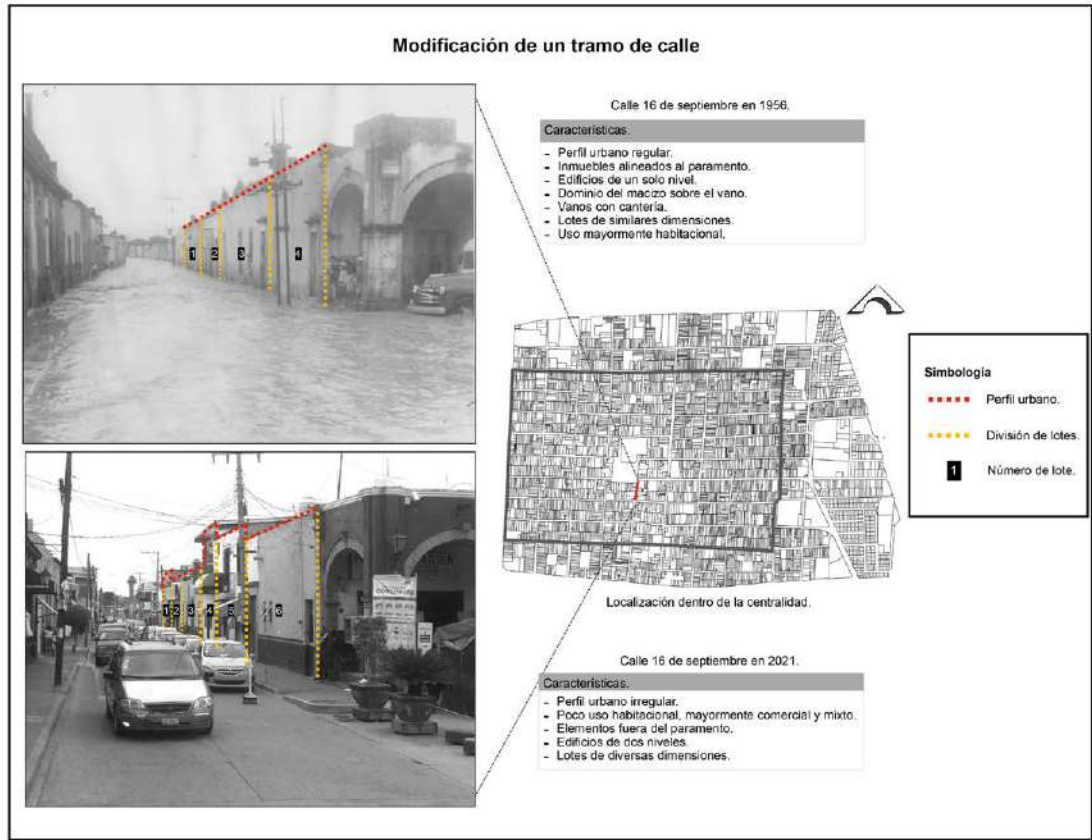 Modificación de un tramo de calle
Calle 16 de septiembre en 1956.
Características.
- Perfil urbano regular.
- Inmuebles alineados al paramento.
- Edificios de un solo nivel.
- Dominio del macizo sobre el vano.
- Vanos con cantería.
- Lotes de similares dimensiones.
- Uso mayormente habitacional.
1 2 3 4
Simbología
Perfil urbano.
División de lotes.
1 Número de lote.
1 2 3 4 5 6
Localización dentro de la centralidad.
Calle 16 de septiembre en 2021.
Características.
- Perfil urbano irregular.
- Poco uso habitacional, mayormente comercial y mixto.
- Elementos fuera del paramento.
- Edificios de dos niveles.
- Lotes de diversas dimensiones.